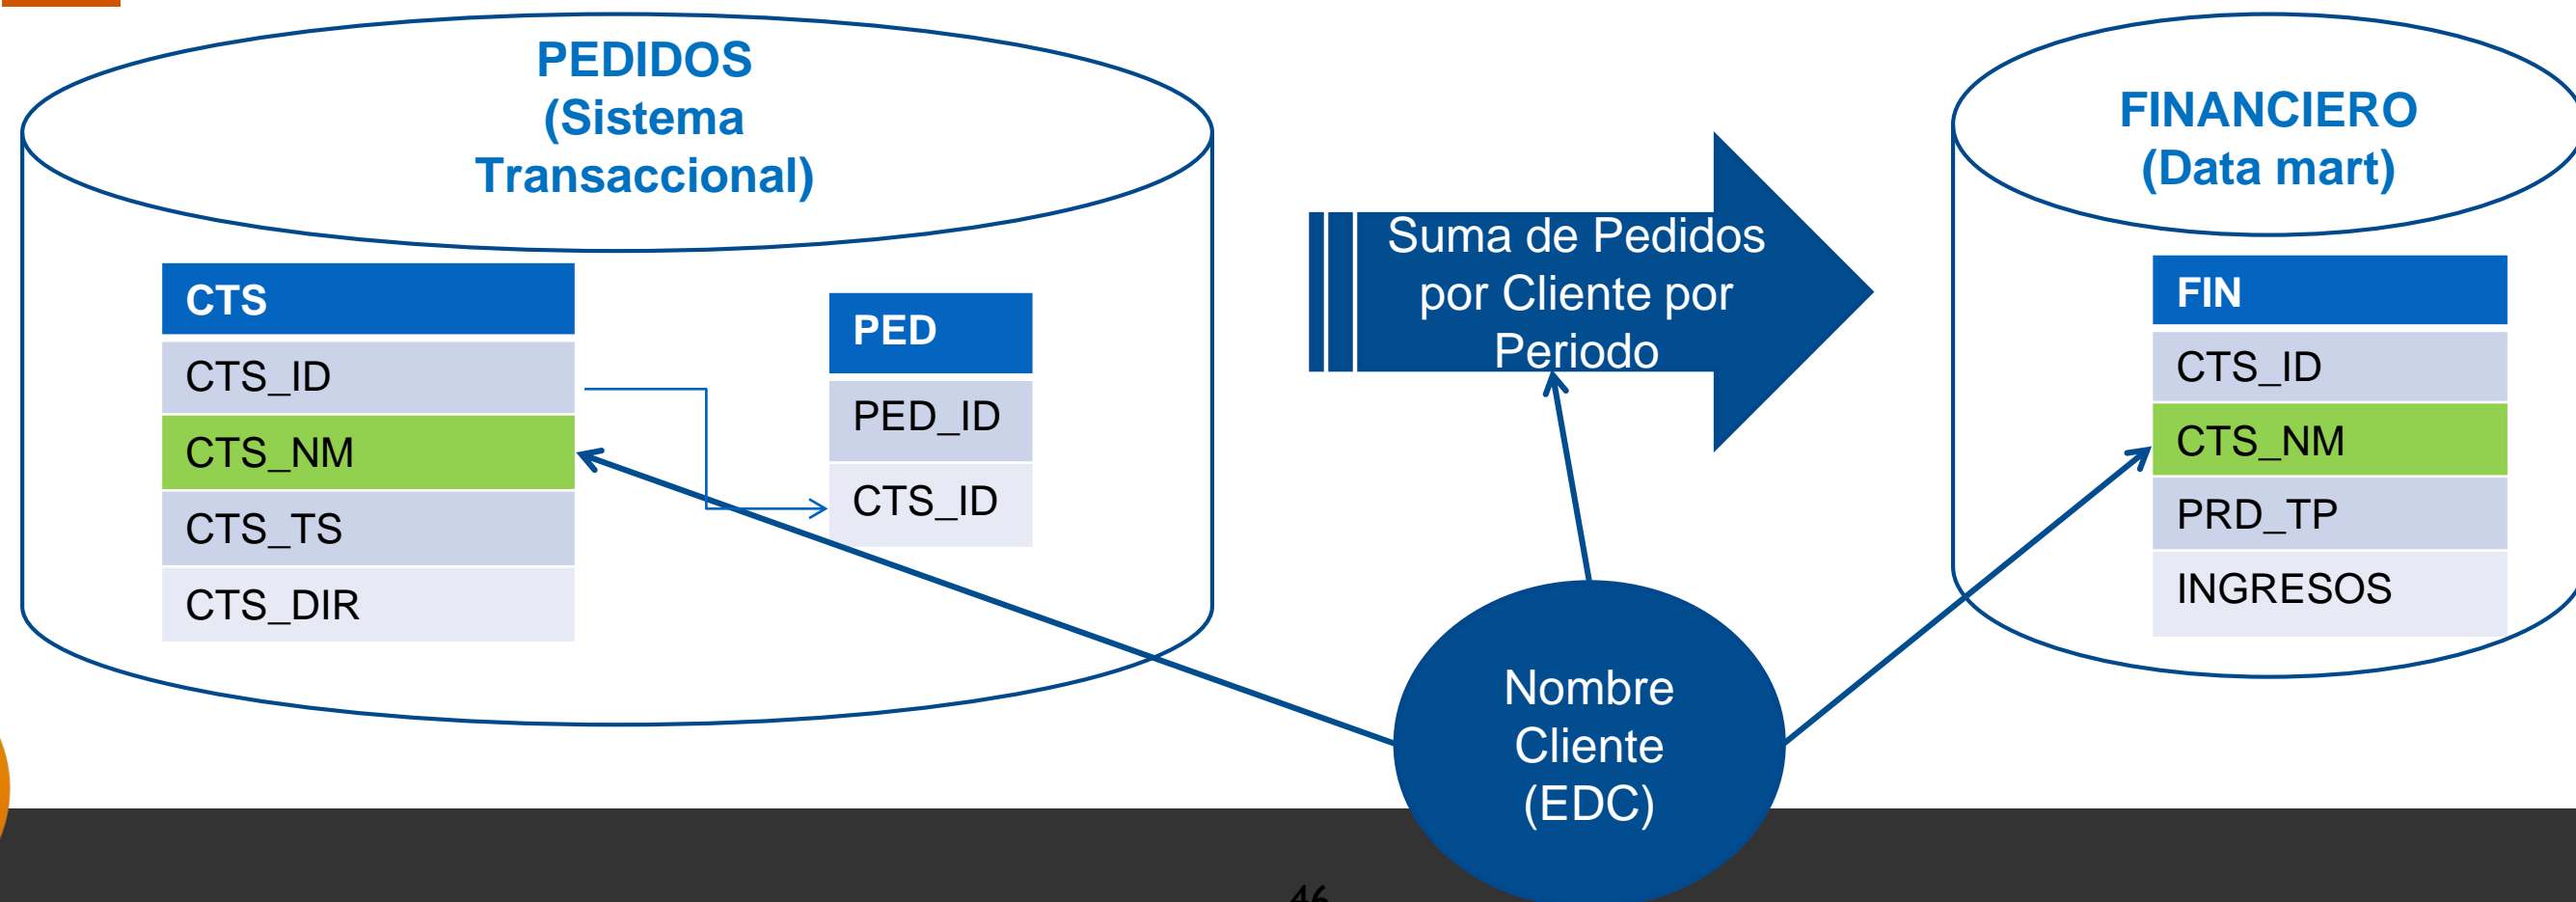 PEDIDOS
(Sistema
Transaccional)
CTS
CTS_ID
CTS_NM
CTS_TS
CTS_DIR
PED
PED_ID
CTS_ID
Suma de Pedidos
por Cliente por
Periodo
FINANCIERO
(Data mart)
FIN
CTS_ID
CTS_NM
PRD_TP
INGRESOS
Nombre
Cliente
(EDC)
46